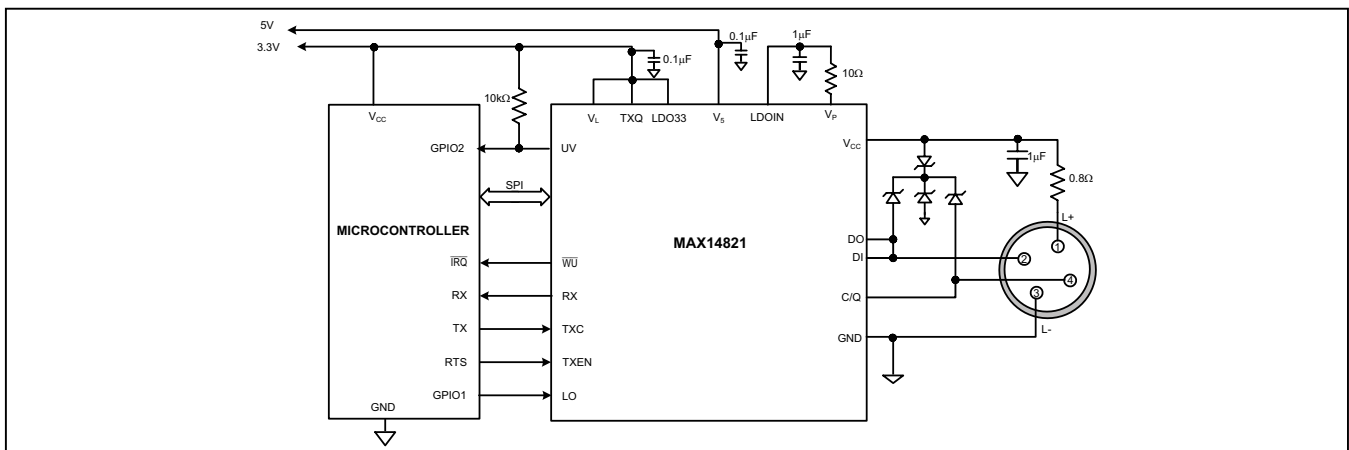 5V
3.3V
0.1µF
0.1µF
1µF
10Ω
10kΩ
V_CC
V_L TXQ LDO33 V_5 LDOIN V_P
GPIO2
UV
V_CC
1µF
0.8Ω
SPI
MICROCONTROLLER
MAX14821
L+
DO
DI
1
2
3
4
IRQ
WU
RX
RX
C/Q
TX
TXC
GND
L-
RTS
TXEN
GPIO1
LO
GND